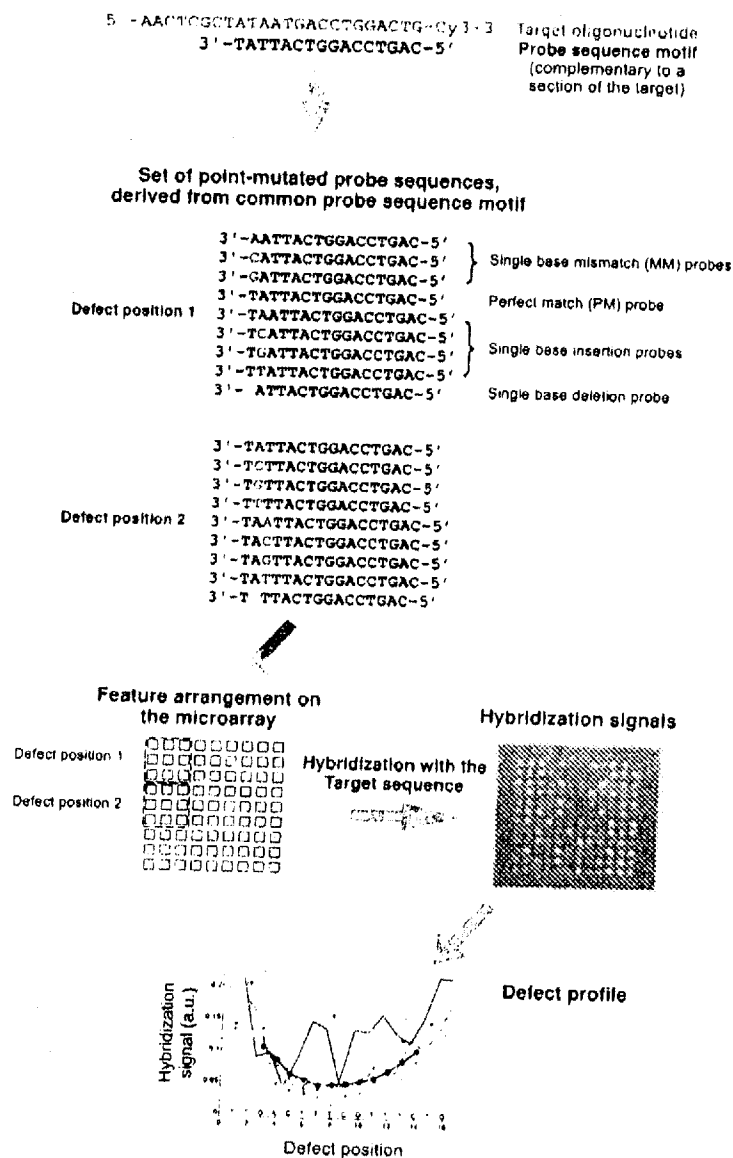 5 -AACTCGCTATAATGACCTGGACTG-Cy3-3 Target oligonucleotide
3'-TATTACTGGACCTGAC-5' Probe sequence motif
(complementary to a
section of the target)
Set of point-mutated probe sequences,
derived from common probe sequence motif
Defect position 1
3'-AATTACTGGACCTGAC-5'
3'-CATTACTGGACCTGAC-5'
3'-GATTACTGGACCTGAC-5'
Single base mismatch (MM) probes
3'-TATTACTGGACCTGAC-5' Perfect match (PM) probe
3'-TAATTACTGGACCTGAC-5'
3'-TCATTACTGGACCTGAC-5'
3'-TGATTACTGGACCTGAC-5'
3'-TTATTACTGGACCTGAC-5'
Single base insertion probes
3'- ATTACTGGACCTGAC-5' Single base deletion probe
Defect position 2
3'-TATTACTGGACCTGAC-5'
3'-TCTTACTGGACCTGAC-5'
3'-TGTTACTGGACCTGAC-5'
3'-TTTTACTGGACCTGAC-5'
3'-TAATTACTGGACCTGAC-5'
3'-TACTTACTGGACCTGAC-5'
3'-TAGTTACTGGACCTGAC-5'
3'-TATTTACTGGACCTGAC-5'
3'-T TTACTGGACCTGAC-5'
Feature arrangement on
the microarray
Defect position 1
Defect position 2
Hybridization with the
Target sequence
Hybridization signals
Defect profile
Hybridization
signal (a.u.)
Defect position